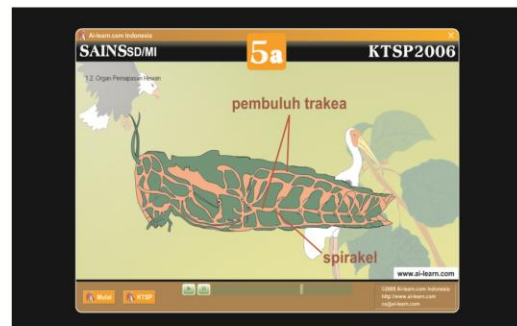 Ai-learn.com Indonesia
SAINSSD/MI
5a
KTSP2006
1.2. Organ Pernapasan Hewan
pembuluh trakea
spirakel
www.ai-learn.com
Mulai
KTSP
©2008 Ai-learn.com Indonesia
http://www.ai-learn.com
cs@ai-learn.com